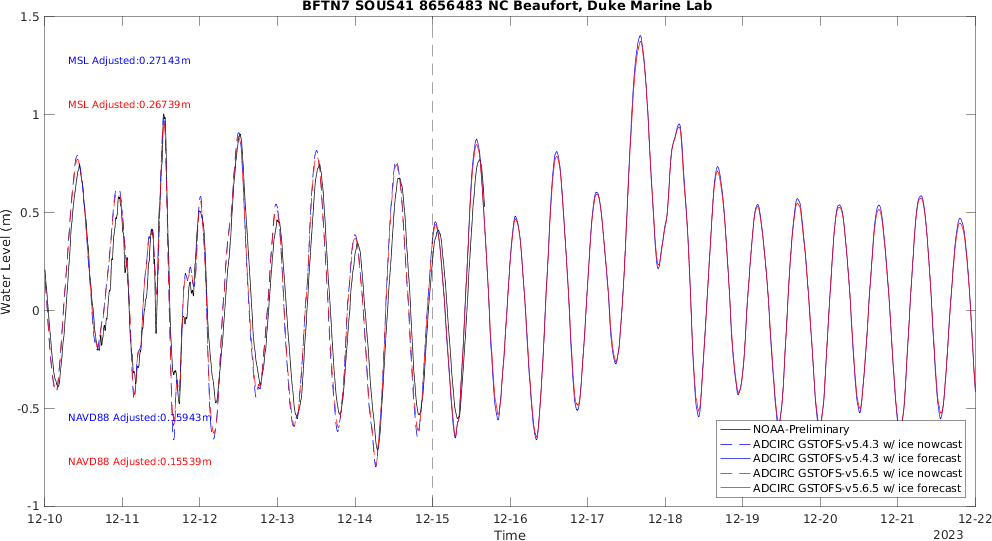 BFTN7 SOUS41 8656483 NC Beaufort, Duke Marine Lab
1.5
1
0.5
0
-0.5
-1
Water Level (m)
MSL Adjusted:0.27143m
MSL Adjusted:0.26739m
NAVD88 Adjusted:0.15943m
NAVD88 Adjusted:0.15539m
NOAA-Preliminary
ADCIRC GSTOFS-v5.4.3 w/ ice nowcast
ADCIRC GSTOFS-v5.4.3 w/ ice forecast
ADCIRC GSTOFS-v5.6.5 w/ ice nowcast
ADCIRC GSTOFS-v5.6.5 w/ ice forecast
12-10 12-11 12-12 12-13 12-14 12-15 12-16 12-17 12-18 12-19 12-20 12-21 12-22
Time
2023